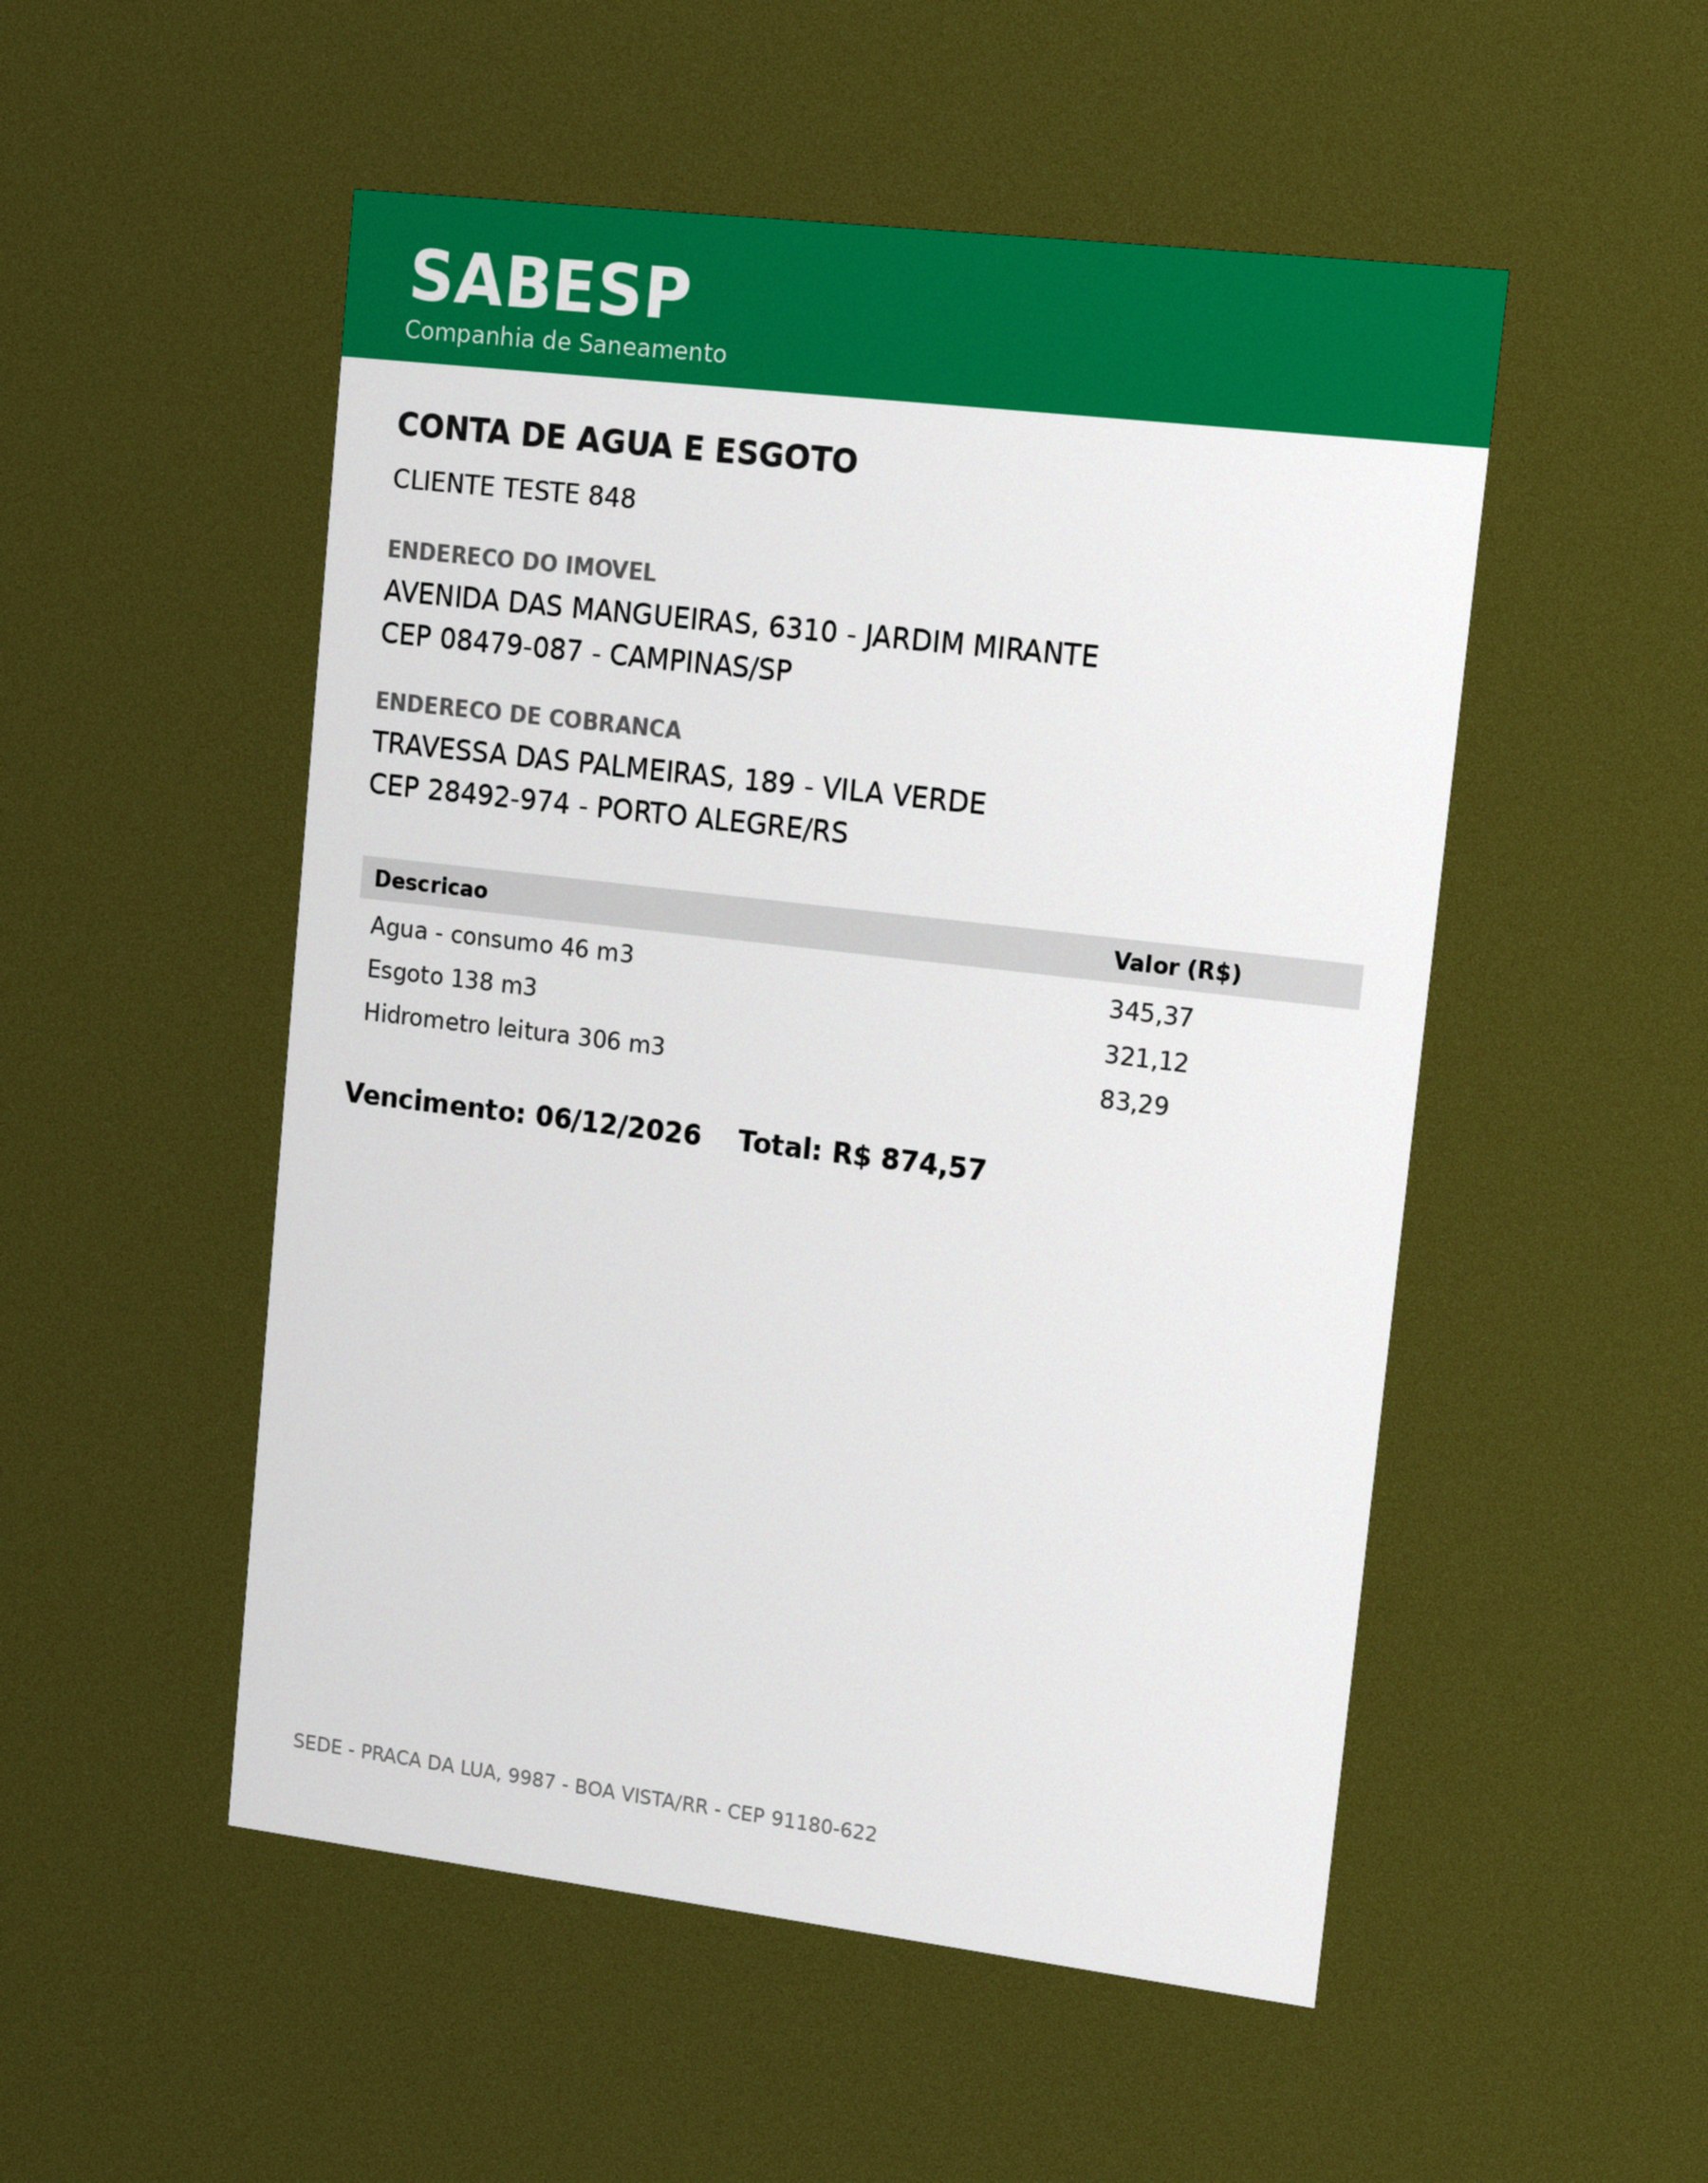 SABESP
Companhia de Saneamento
CONTA DE AGUA E ESGOTO
CLIENTE TESTE 848
ENDERECO DO IMOVEL
AVENIDA DAS MANGUEIRAS, 6310 - JARDIM MIRANTE
CEP 08479-087 - CAMPINAS/SP
ENDERECO DE COBRANCA
TRAVESSA DAS PALMEIRAS, 189 - VILA VERDE
CEP 28492-974 - PORTO ALEGRE/RS
Descricao Valor (R$)
Agua - consumo 46 m3 345,37
Esgoto 138 m3 321,12
Hidrometro leitura 306 m3 83,29
Vencimento: 06/12/2026 Total: R$ 874,57
SEDE - PRACA DA LUA, 9987 - BOA VISTA/RR - CEP 91180-622